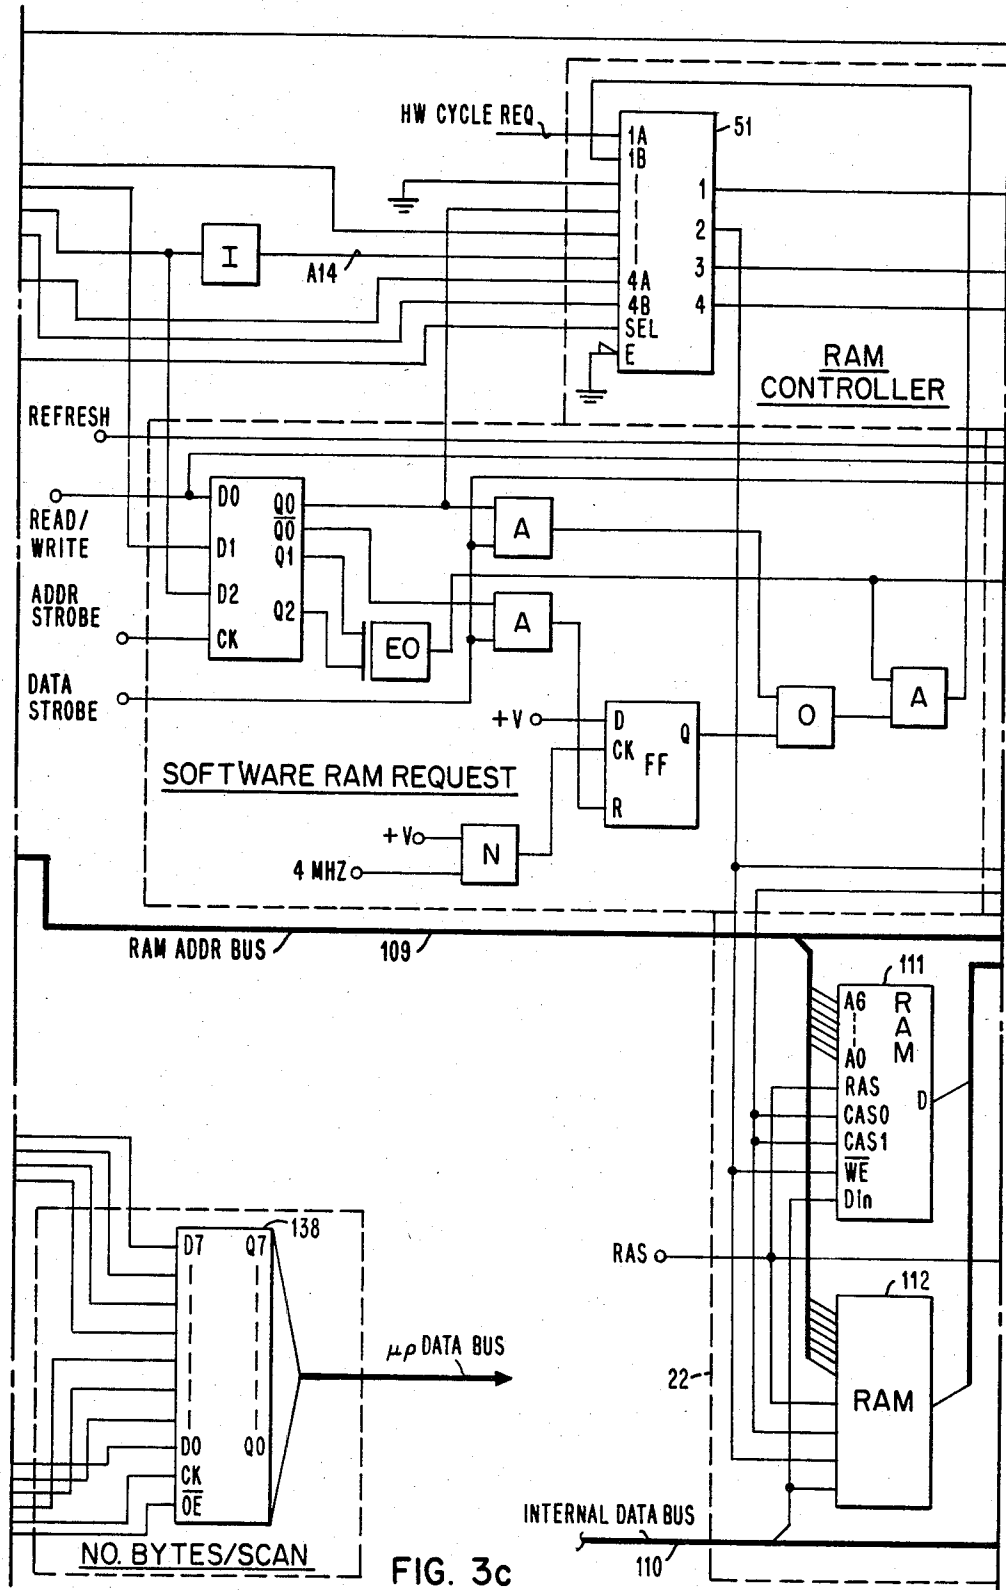 HW CYCLE REQ
51
1A
1B
1
2
3
4
I
A14
4A
4B
SEL
E
RAM
CONTROLLER
REFRESH
READ/
WRITE
ADDR
STROBE
DATA
STROBE
D0
D1
D2
CK
Q0
Q0
Q1
Q2
EO
A
A
A
O
+V
D
CK
FF
Q
R
SOFTWARE RAM REQUEST
+V
4 MHZ
N
RAM ADDR BUS
109
111
A6
A0
RAS
CAS0
CAS1
WE
Din
RAM
D
RAS
112
RAM
22
138
D7
Q7
D0
Q0
CK
OE
μp DATA BUS
NO. BYTES/SCAN
INTERNAL DATA BUS
110
FIG. 3c